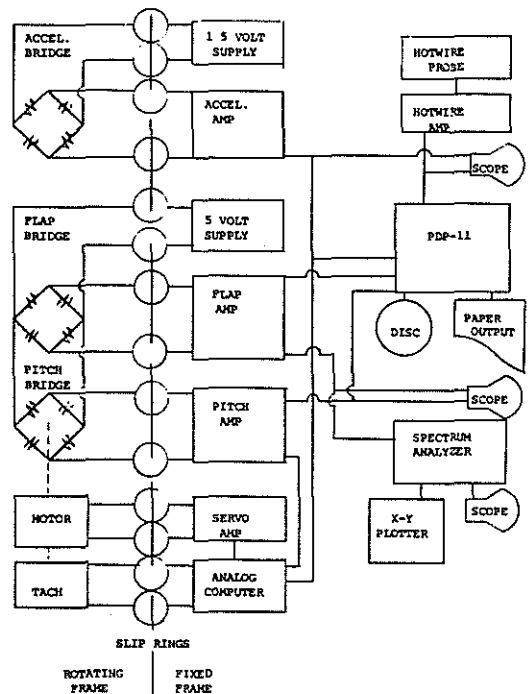 ACCEL.
BRIDGE
1 5 VOLT
SUPPLY
ACCEL.
AMP
HOTWIRE
PROBE
HOTWIRE
AMP
SCOPE
FLAP
BRIDGE
5 VOLT
SUPPLY
PDP-11
FLAP
AMP
DISC
PAPER
OUTPUT
PITCH
BRIDGE
PITCH
AMP
SCOPE
SPECTRUM
ANALYZER
MOTOR
SERVO
AMP
X-Y
PLOTTER
SCOPE
TACH
ANALOG
COMPUTER
SLIP RINGS
ROTATING
FRAME
FIXED
FRAME